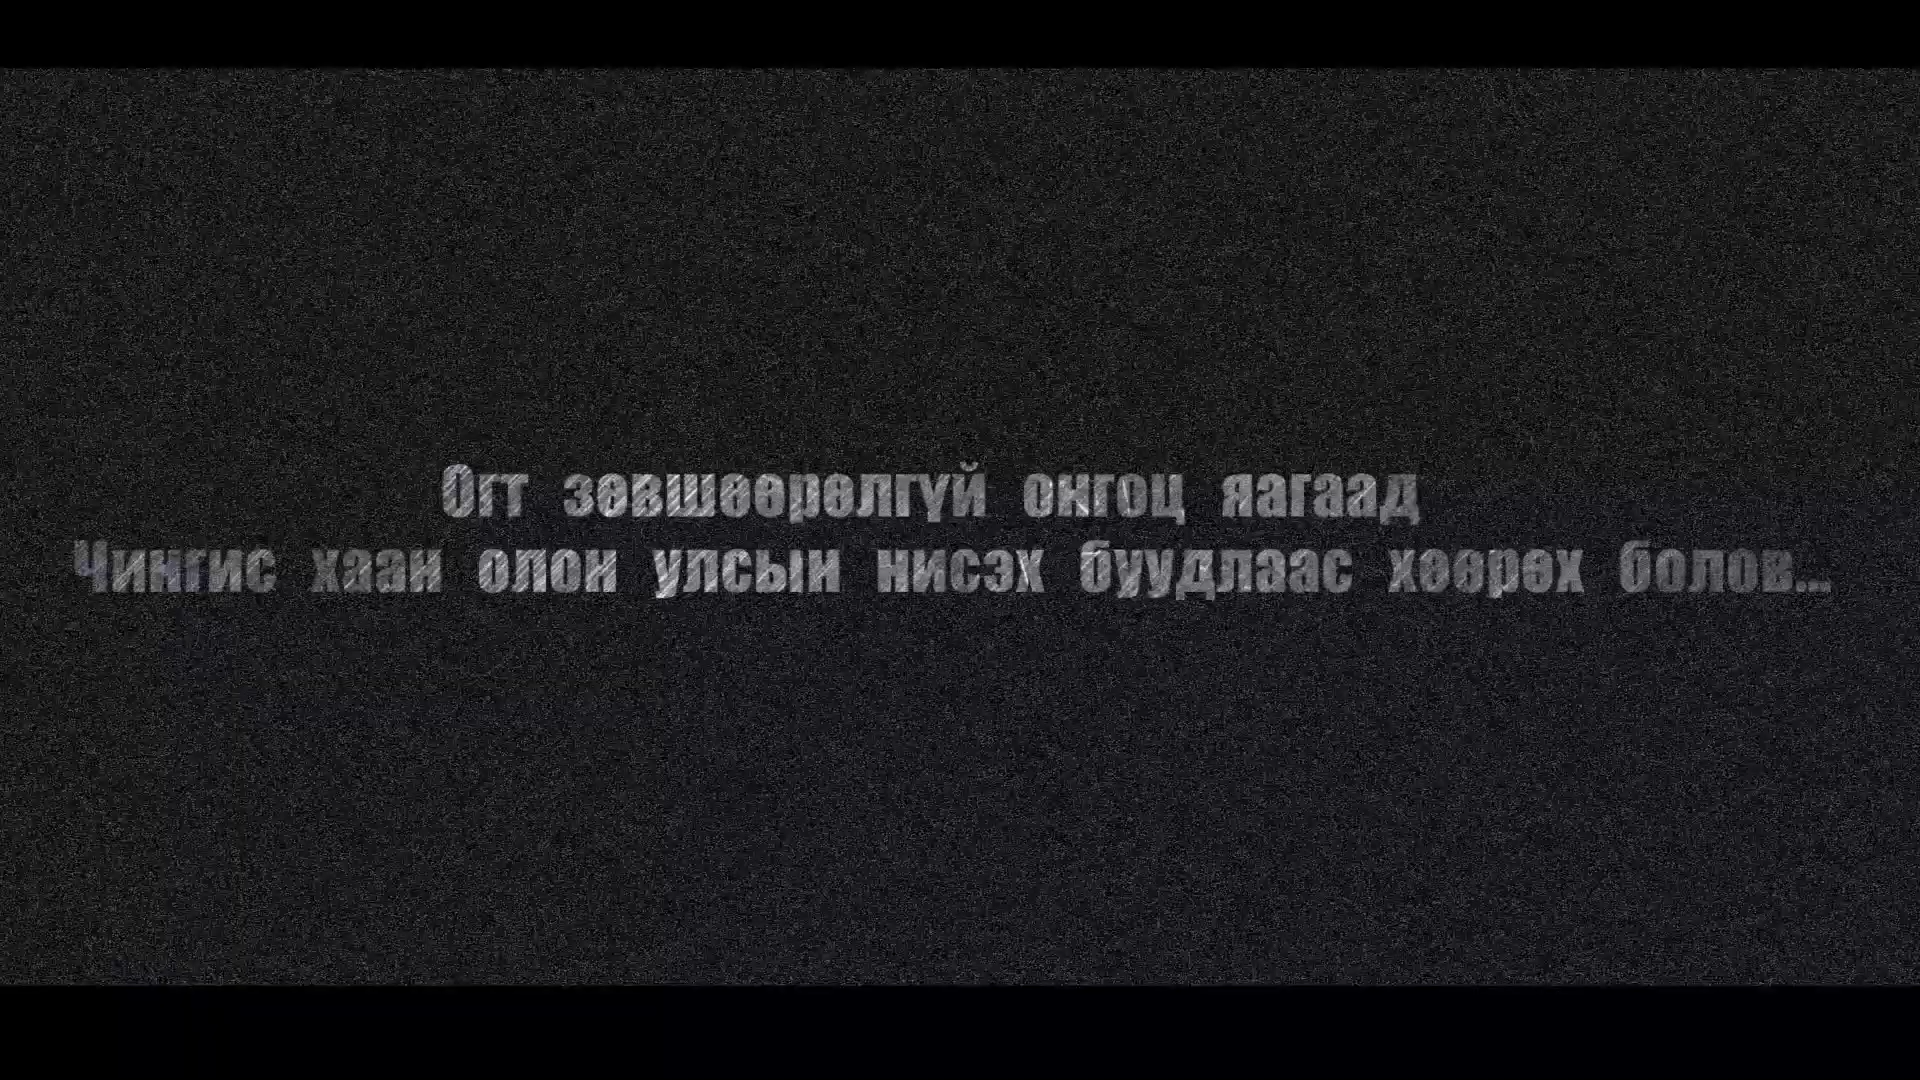 Огт зөвшөөрөлгүй онгоц яагаад
Чингис хаан олон улсын нисэх буудлаас хөөрөх болов...